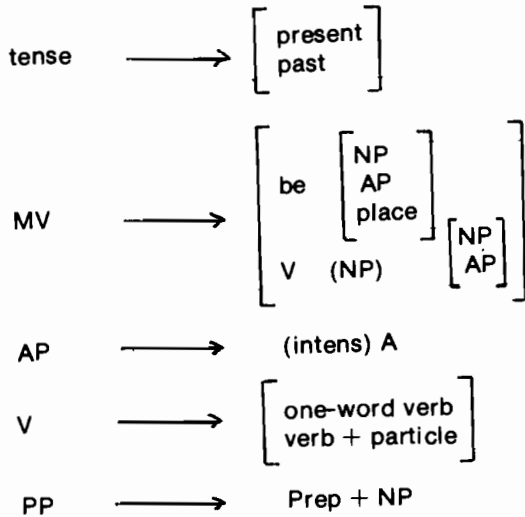 tense ⟶ present
past
MV ⟶ be NP
AP
place
V (NP) NP
AP
AP ⟶ (intens) A
V ⟶ one-word verb
verb + particle
PP ⟶ Prep + NP